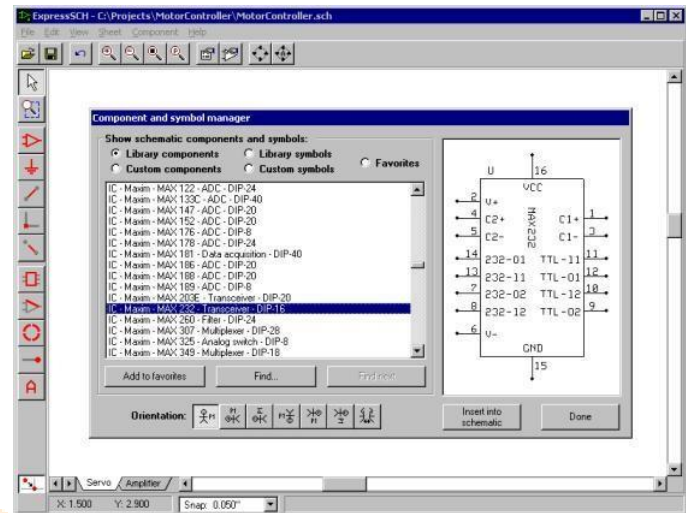 ExpressSCH - C:\Projects\MotorController\MotorController.sch
File Edit View Sheet Component Help
Component and symbol manager
Show schematic components and symbols:
Library components Library symbols Favorites
Custom components Custom symbols
IC - Maxim - MAX 122 - ADC - DIP-24
IC - Maxim - MAX 133C - ADC - DIP-40
IC - Maxim - MAX 147 - ADC - DIP-20
IC - Maxim - MAX 152 - ADC - DIP-20
IC - Maxim - MAX 176 - ADC - DIP-8
IC - Maxim - MAX 178 - ADC - DIP-24
IC - Maxim - MAX 181 - Data acquisition - DIP-40
IC - Maxim - MAX 186 - ADC - DIP-20
IC - Maxim - MAX 188 - ADC - DIP-20
IC - Maxim - MAX 189 - ADC - DIP-8
IC - Maxim - MAX 203E - Transceiver - DIP-20
IC - Maxim - MAX 232 - Transceiver - DIP-16
IC - Maxim - MAX 260 - Filter - DIP-24
IC - Maxim - MAX 307 - Multiplexer - DIP-28
IC - Maxim - MAX 325 - Analog switch - DIP-8
IC - Maxim - MAX 349 - Multiplexer - DIP-18
Add to favorites Find... Find next
Orientation:
U 16
VCC
MAX232
2 V+
4 C2+ C1+ 1
5 C2- C1- 3
14 232-O1 TTL-I1 11
13 232-I1 TTL-O1 12
7 232-O2 TTL-I2 10
8 232-I2 TTL-O2 9
6 V-
GND
15
Insert into schematic Done
A
Servo Amplifier
X: 1.500 Y: 2.900 Snap: 0.050"